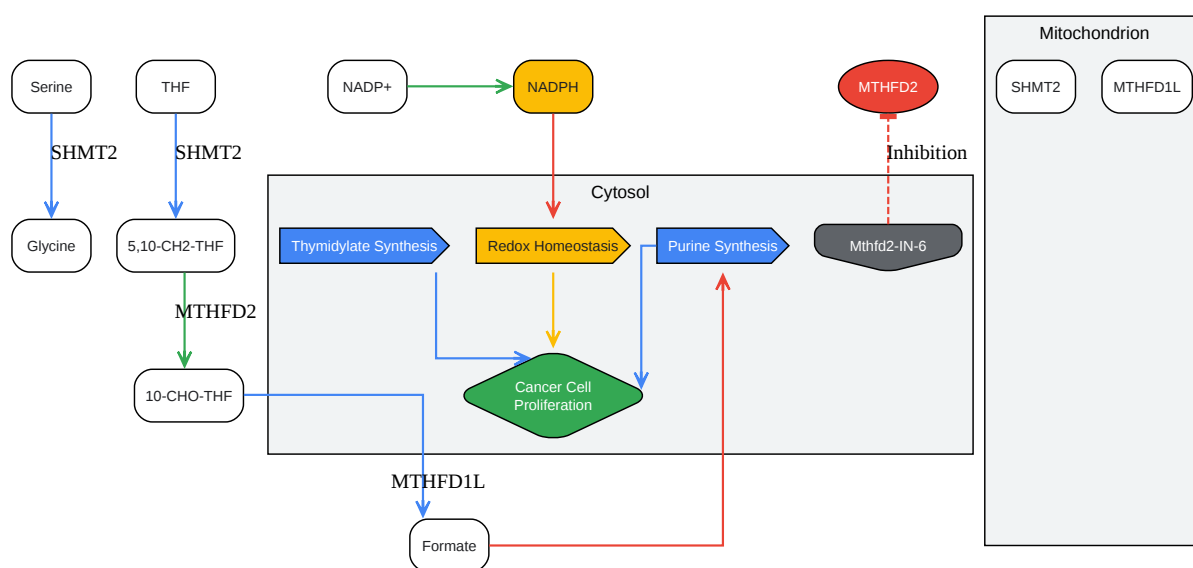 Mitochondrion
Serine
THF
NADP+
NADPH
MTHFD2
SHMT2
MTHFD1L
SHMT2
SHMT2
Inhibition
Cytosol
Glycine
5,10-CH2-THF
Thymidylate Synthesis
Redox Homeostasis
Purine Synthesis
Mthfd2-IN-6
MTHFD2
10-CHO-THF
Cancer Cell
Proliferation
MTHFD1L
Formate